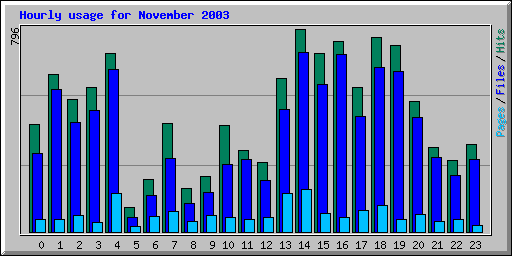 Hourly usage for November 2003
796
Pages/Files/Hits
0 1 2 3 4 5 6 7 8 9 10 11 12 13 14 15 16 17 18 19 20 21 22 23